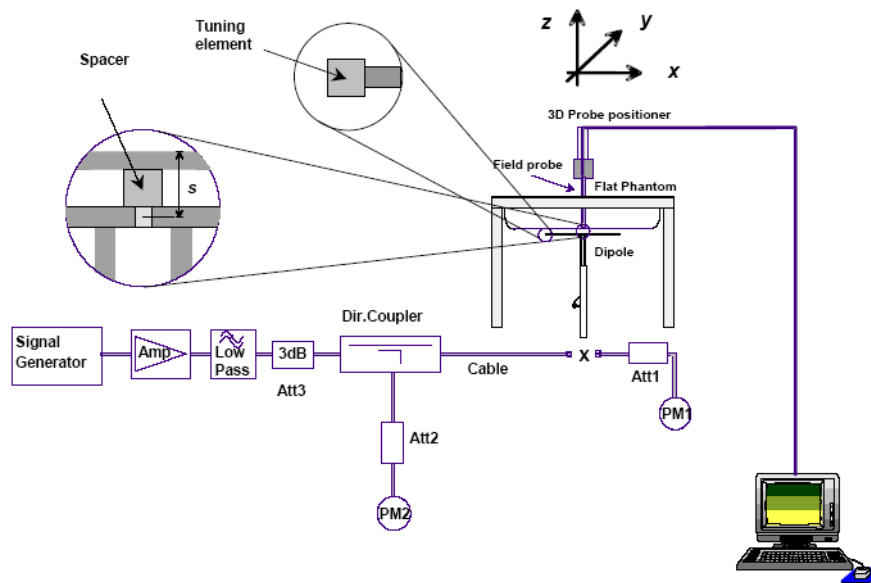 Tuning
element
Spacer
z
y
x
3D Probe positioner
s
Field probe
Flat Phantom
Dipole
Dir.Coupler
Signal
Generator
Amp
Low
Pass
3dB
Att3
Cable
X
Att1
PM1
Att2
PM2